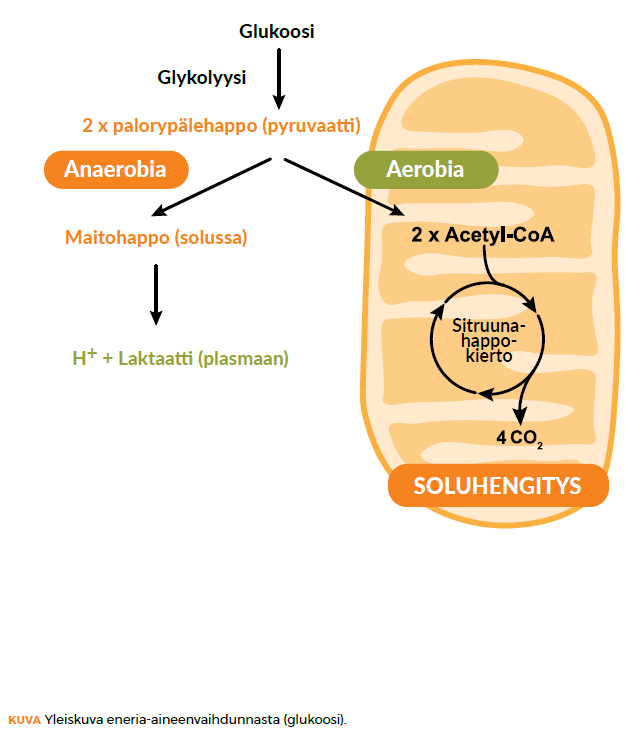 Glukoosi
Glykolyysi
2 x palorypälehappo (pyruvaatti)
Anaerobia
Aerobia
Maitohappo (solussa)
2 x Acetyl-CoA
Sitruuna-
happo-
kierto
H⁺ + Laktaatti (plasmaan)
4 CO₂
SOLUHENGITYS
KUVA Yleiskuva eneria-aineenvaihdunnasta (glukoosi).